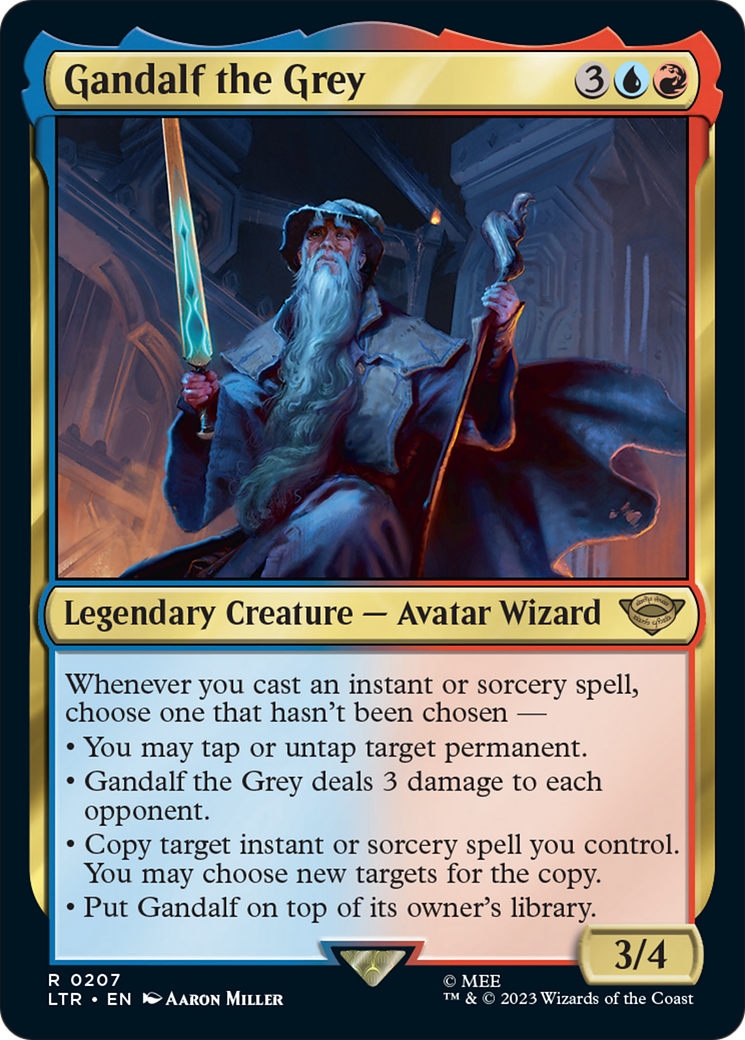 Gandalf the Grey 3
Legendary Creature — Avatar Wizard
Whenever you cast an instant or sorcery spell,
choose one that hasn't been chosen —
• You may tap or untap target permanent.
• Gandalf the Grey deals 3 damage to each
opponent.
• Copy target instant or sorcery spell you control.
You may choose new targets for the copy.
• Put Gandalf on top of its owner's library.
3/4
R 0207
LTR • EN Aaron Miller
© MEE
™ & © 2023 Wizards of the Coast